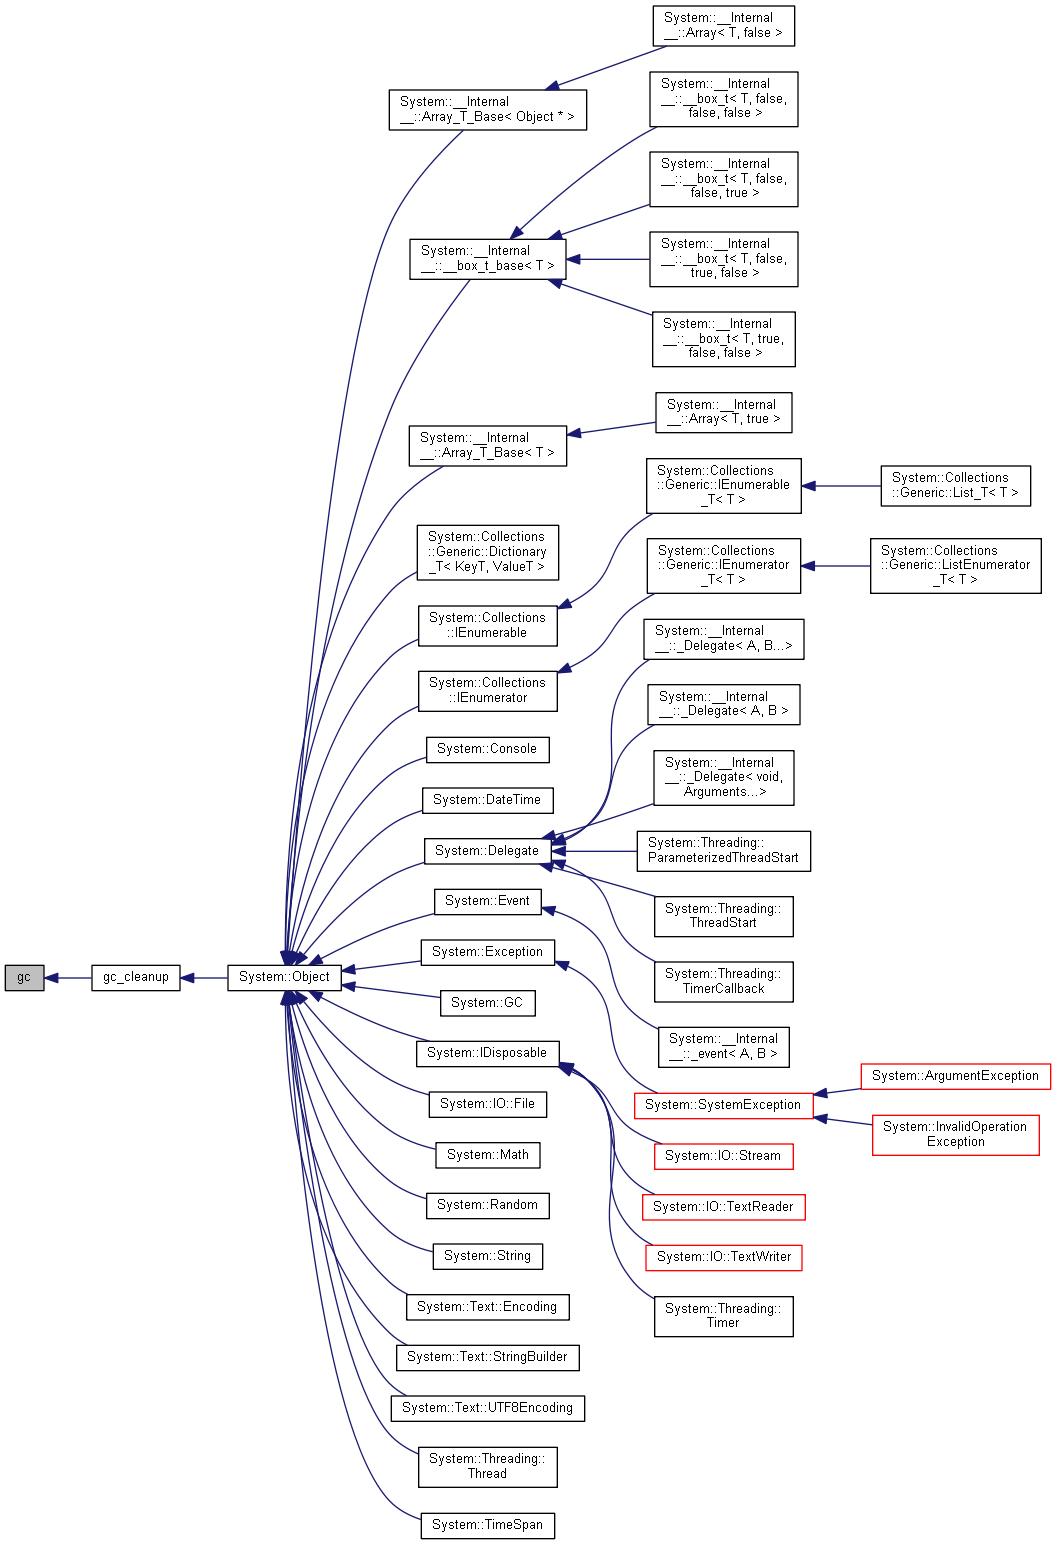 System::__Internal
__::Array< T, false >
System::__Internal
__::__box_t< T, false,
false, false >
System::__Internal
__::Array_T_Base< Object * >
System::__Internal
__::__box_t< T, false,
false, true >
System::__Internal
__::__box_t_base< T >
System::__Internal
__::__box_t< T, false,
true, false >
System::__Internal
__::__box_t< T, true,
false, false >
System::__Internal
__::Array< T, true >
System::__Internal
__::Array_T_Base< T >
System::Collections
::Generic::IEnumerable
_T< T >
System::Collections
::Generic::List_T< T >
System::Collections
::Generic::Dictionary
_T< KeyT, ValueT >
System::Collections
::Generic::IEnumerator
_T< T >
System::Collections
::Generic::ListEnumerator
_T< T >
System::Collections
::IEnumerable
System::__Internal
__::_Delegate< A, B...>
System::Collections
::IEnumerator
System::__Internal
__::_Delegate< A, B >
System::Console
System::__Internal
__::_Delegate< void,
Arguments...>
System::DateTime
System::Delegate
System::Threading::
ParameterizedThreadStart
System::Event
System::Threading::
ThreadStart
System::Exception
System::Threading::
TimerCallback
gc
gc_cleanup
System::Object
System::GC
System::__Internal
__::_event< A, B >
System::IDisposable
System::ArgumentException
System::IO::File
System::SystemException
System::InvalidOperation
Exception
System::Math
System::IO::Stream
System::Random
System::IO::TextReader
System::String
System::IO::TextWriter
System::Text::Encoding
System::Threading::
Timer
System::Text::StringBuilder
System::Text::UTF8Encoding
System::Threading::
Thread
System::TimeSpan